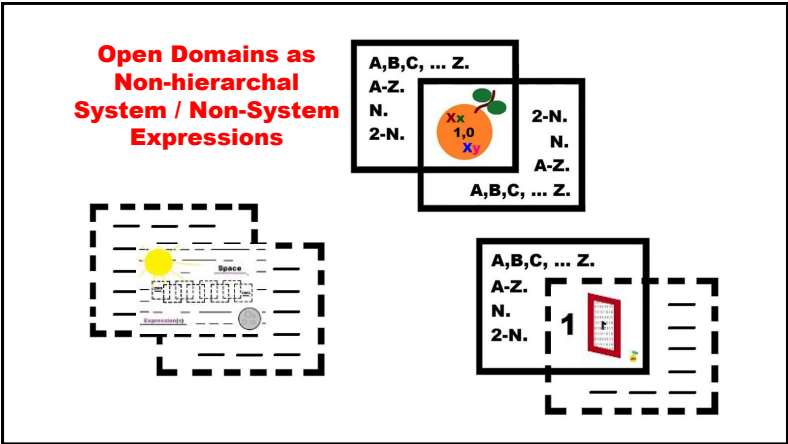 Open Domains as
Non-hierarchal
System / Non-System
Expressions
A,B,C, ... Z.
A-Z.
N.
2-N.
Xx
1,0
Xy
2-N.
N.
A-Z.
A,B,C, ... Z.
Space
Expression(s)
A,B,C, ... Z.
A-Z.
N.
2-N.
1